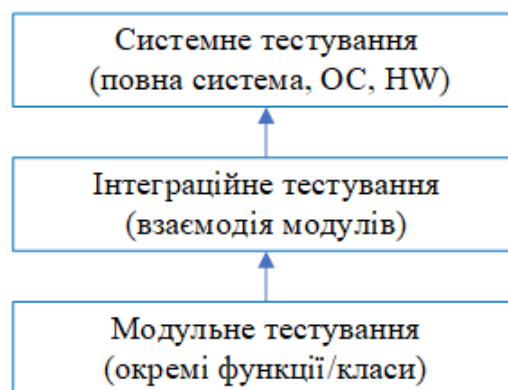 Системне тестування
(повна система, ОС, HW)
Інтеграційне тестування
(взаємодія модулів)
Модульне тестування
(окремі функції/класи)